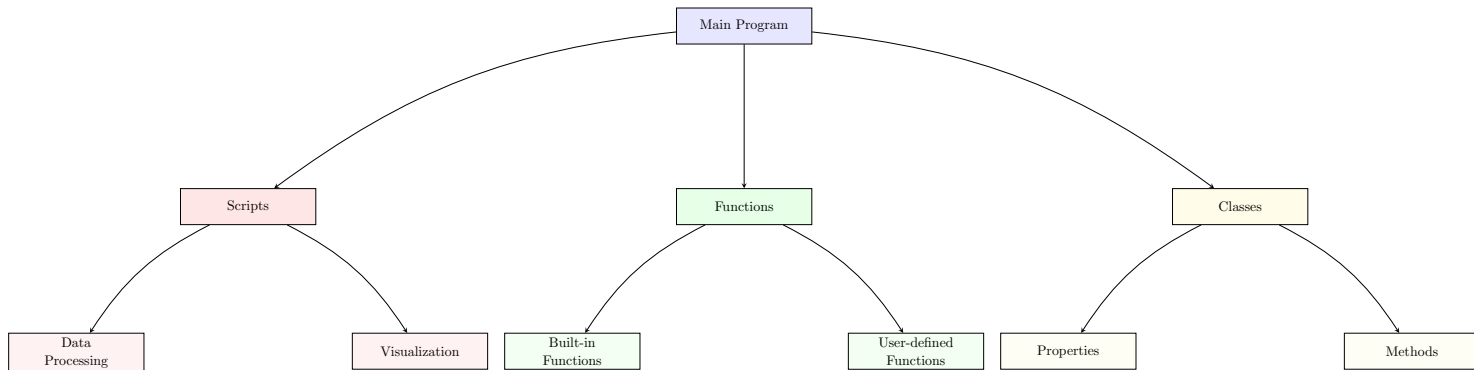 Main Program
Scripts
Functions
Classes
Data
Processing
Visualization
Built-in
Functions
User-defined
Functions
Properties
Methods